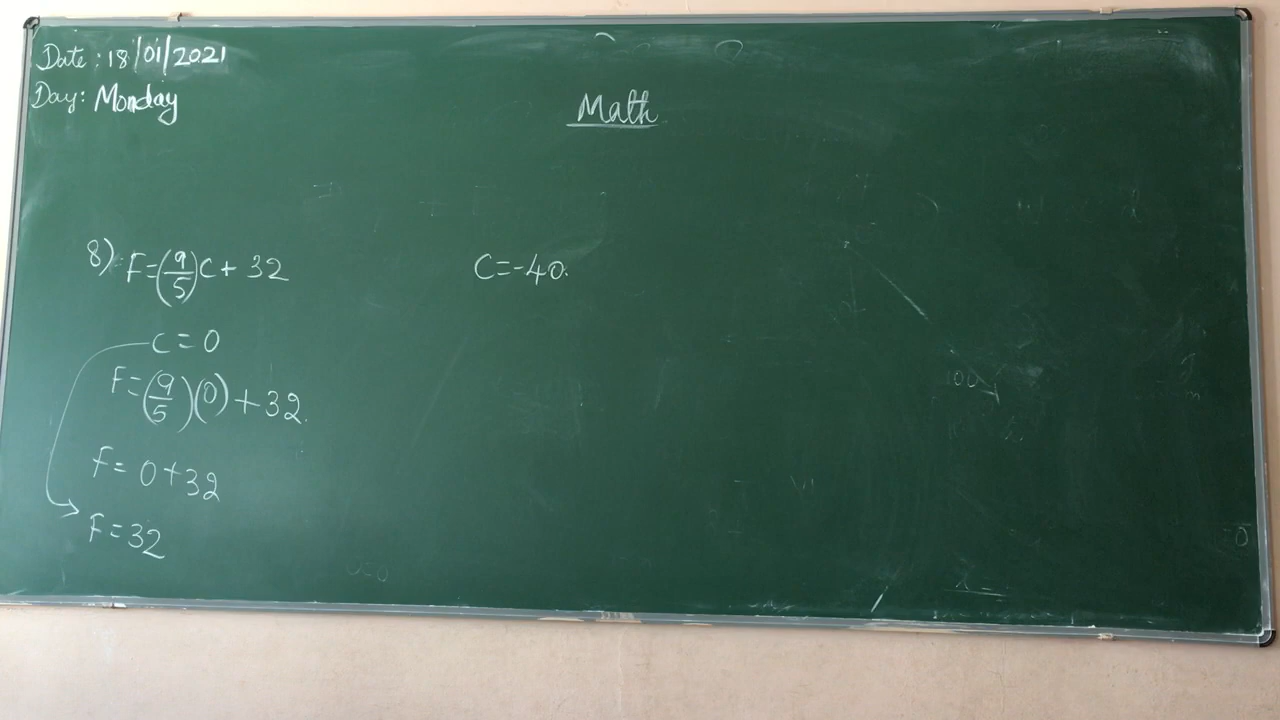 Date: 18/01/2021
Day: Monday
Math
8) F=(9/5)C+ 32
C=-40.
C = 0
F=(9/5)(0)+32.
F= 0+32
F=32